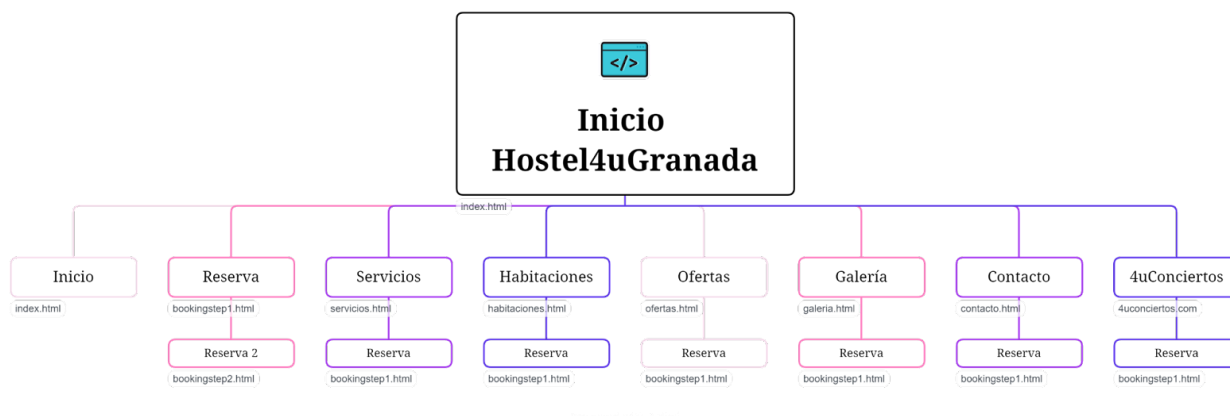 </>
Inicio
Hostel4uGranada
index.html
Inicio
Reserva
Servicios
Habitaciones
Ofertas
Galería
Contacto
4uConciertos
index.html
bookingstep1.html
servicios.html
habitaciones.html
ofertas.html
galeria.html
contacto.html
4uconciertos.com
Reserva 2
Reserva
Reserva
Reserva
Reserva
Reserva
Reserva
bookingstep2.html
bookingstep1.html
bookingstep1.html
bookingstep1.html
bookingstep1.html
bookingstep1.html
bookingstep1.html